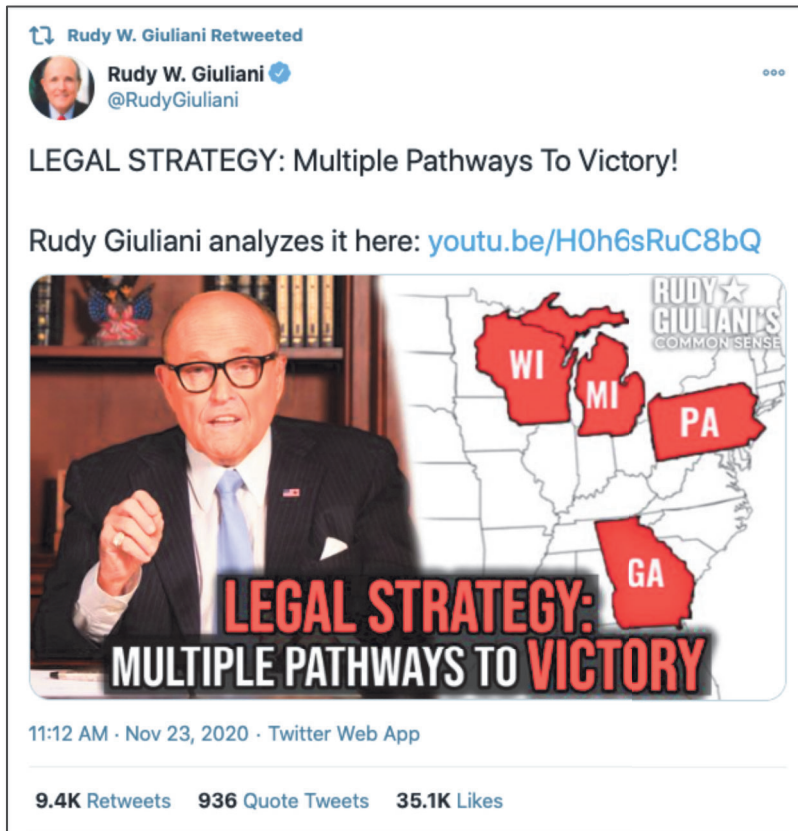 Rudy W. Giuliani Retweeted
Rudy W. Giuliani
@RudyGiuliani
LEGAL STRATEGY: Multiple Pathways To Victory!
Rudy Giuliani analyzes it here: youtu.be/H0h6sRuC8bQ
RUDY
GIULIANI'S
COMMON SENSE
WI
MI
PA
GA
LEGAL STRATEGY:
MULTIPLE PATHWAYS TO VICTORY
11:12 AM · Nov 23, 2020 · Twitter Web App
9.4K Retweets 936 Quote Tweets 35.1K Likes